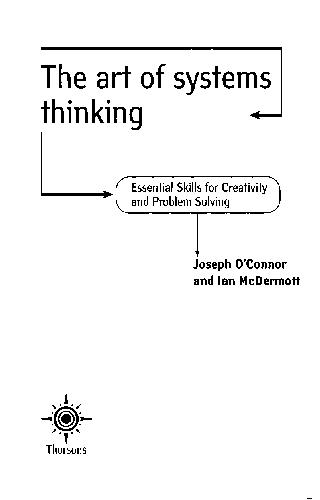 The art of systems
thinking
Essential Skills for Creativity
and Problem Solving
Joseph O'Connor
and Ian McDermott
Thorsons